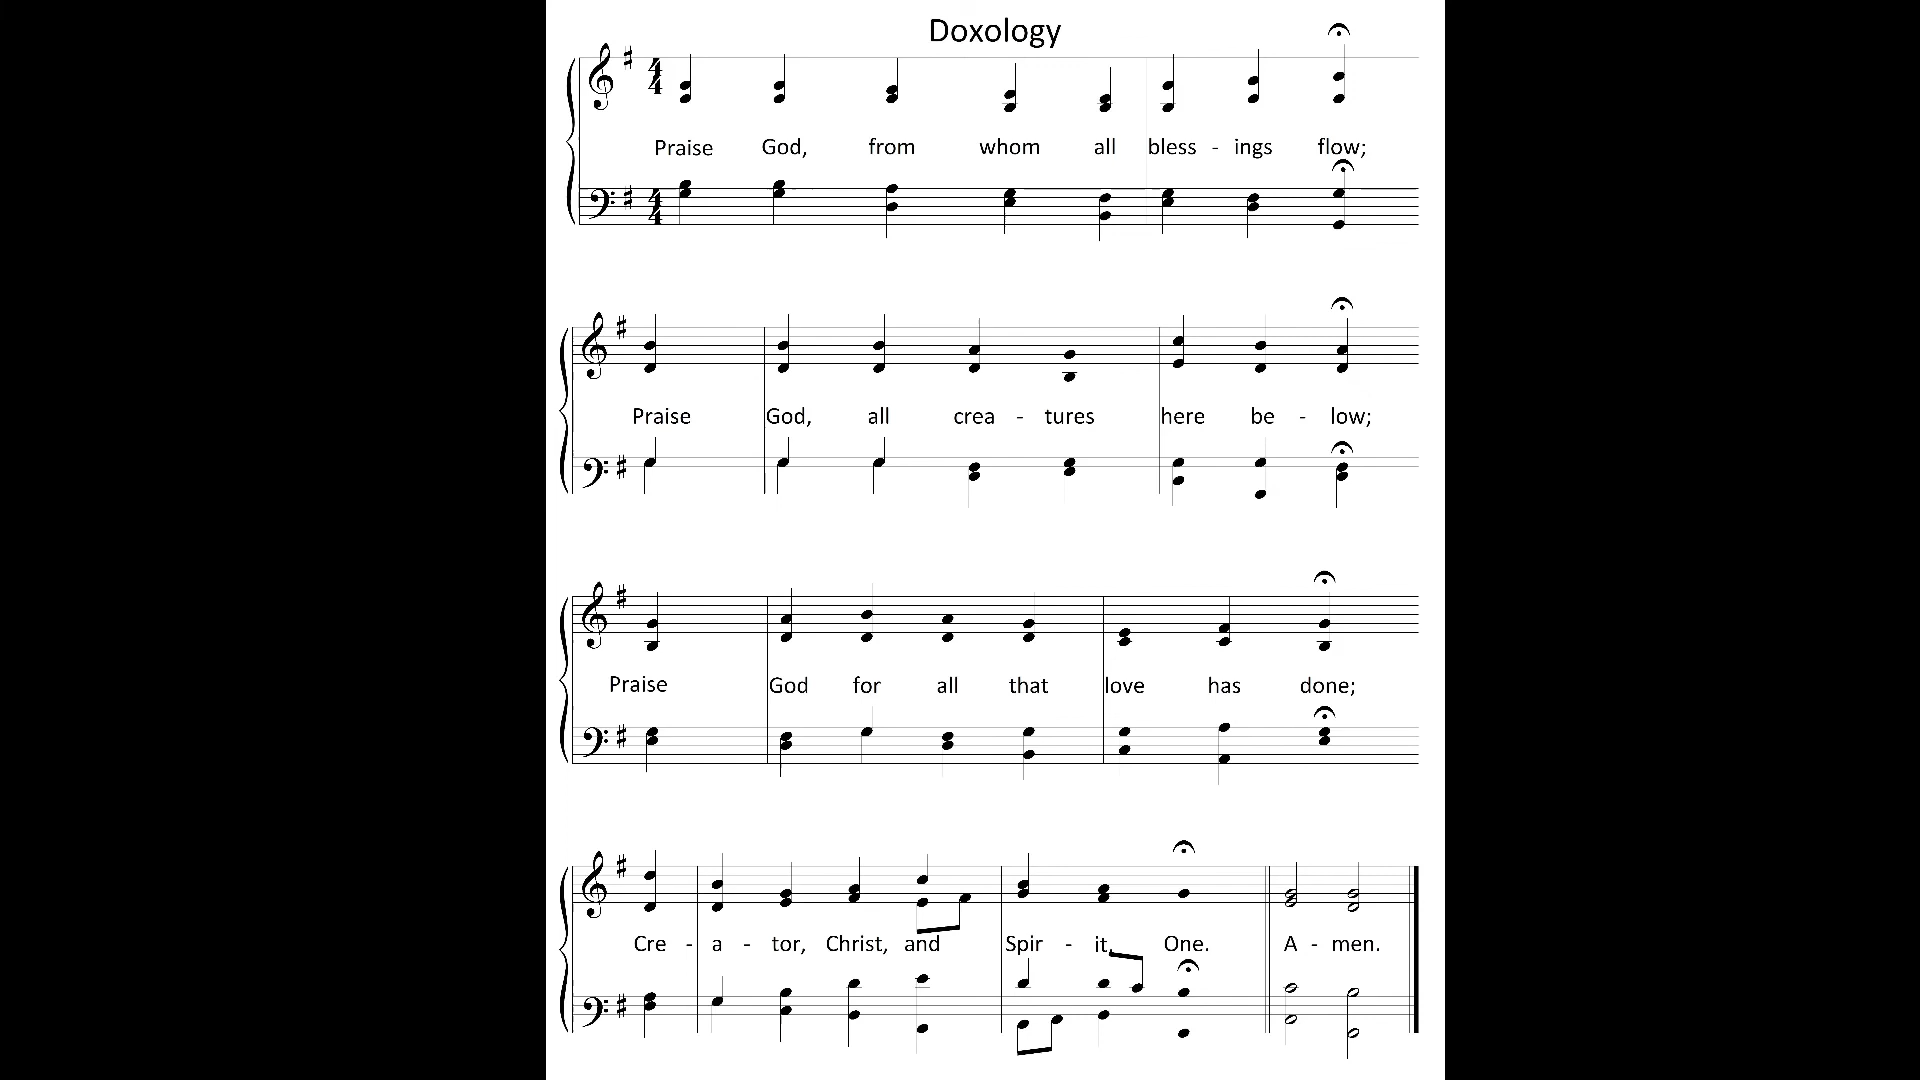 Doxology
Praise God, from whom all bless - ings flow;
Praise God, all crea - tures here be - low;
Praise God for all that love has done;
Cre - a - tor, Christ, and Spir - it, One. A - men.